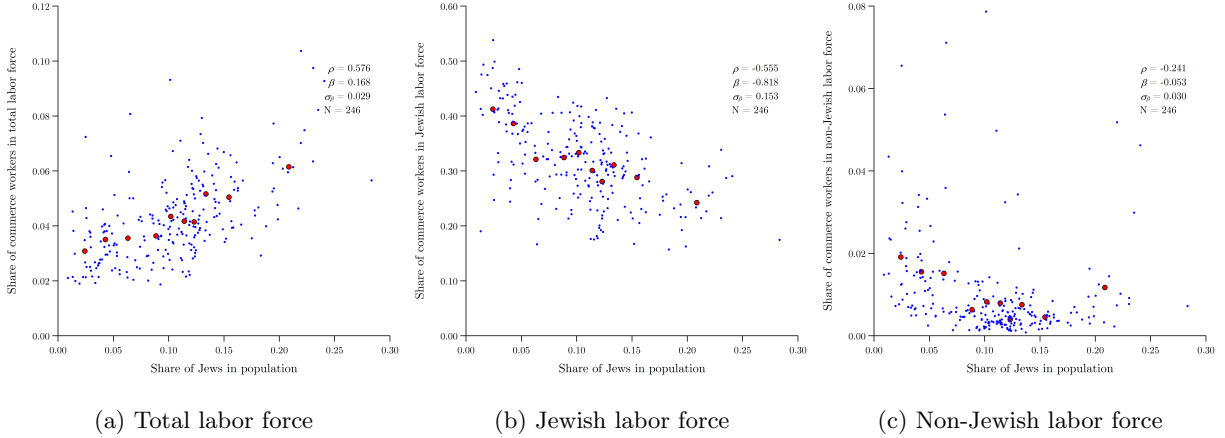 Share of commerce workers in total labor force
0.12
0.10
0.08
0.06
0.04
0.02
0.00
ρ = 0.576
β = 0.168
σβ = 0.029
N = 246
0.00 0.05 0.10 0.15 0.20 0.25 0.30
Share of Jews in population
(a) Total labor force
Share of commerce workers in Jewish labor force
0.60
0.50
0.40
0.30
0.20
0.10
0.00
ρ = -0.555
β = -0.818
σβ = 0.153
N = 246
0.00 0.05 0.10 0.15 0.20 0.25 0.30
Share of Jews in population
(b) Jewish labor force
Share of commerce workers in non-Jewish labor force
0.08
0.06
0.04
0.02
0.00
ρ = -0.241
β = -0.053
σβ = 0.030
N = 246
0.00 0.05 0.10 0.15 0.20 0.25 0.30
Share of Jews in population
(c) Non-Jewish labor force